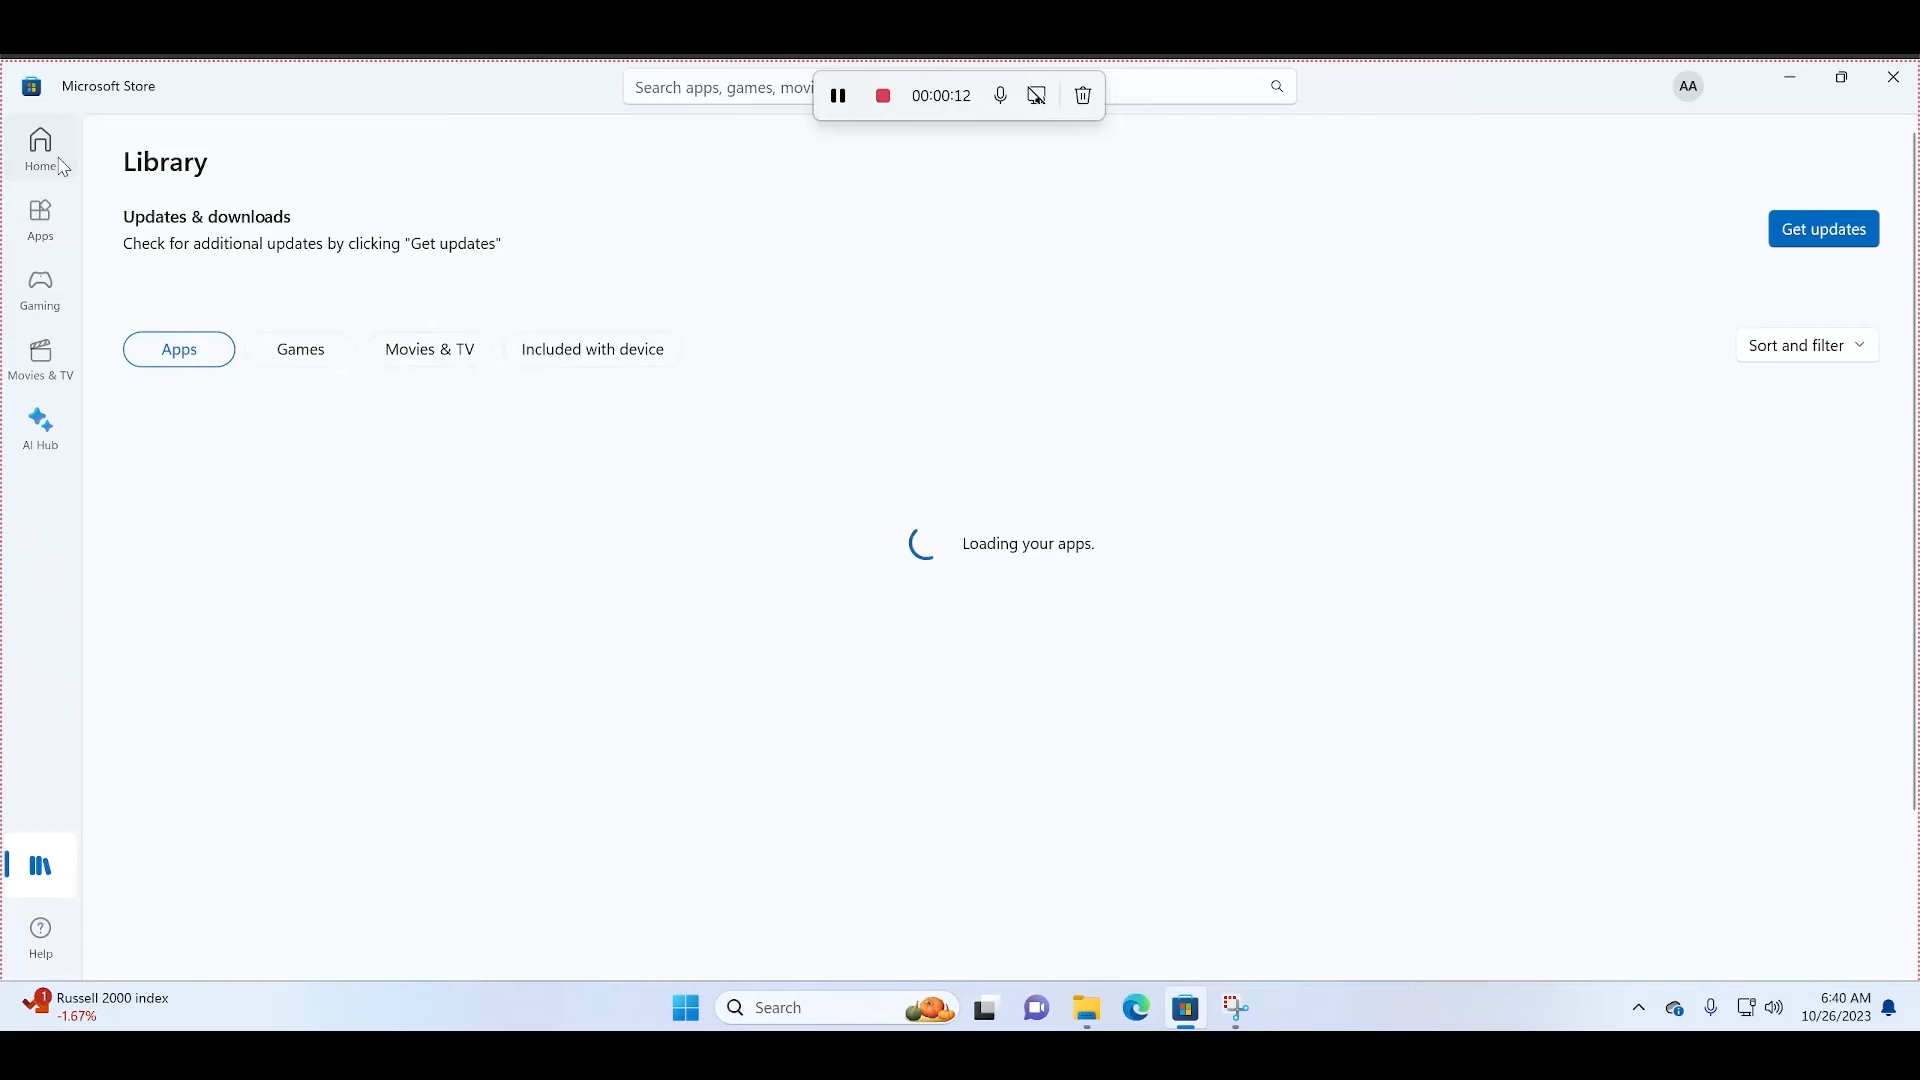 Microsoft Store
Search apps, games, movi
00:00:12
AA
Home
Library
Updates & downloads
Check for additional updates by clicking "Get updates"
Get updates
Apps
Gaming
Apps
Games
Movies & TV
Included with device
Sort and filter
Movies & TV
AI Hub
Loading your apps.
Help
1
Russell 2000 index
-1.67%
Search
6:40 AM
10/26/2023